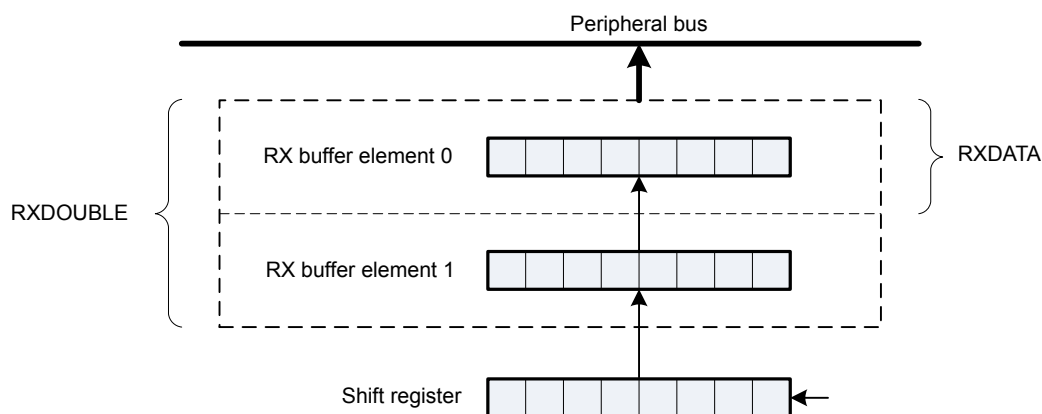 Peripheral bus
RX buffer element 0
RXDATA
RXDOUBLE
RX buffer element 1
Shift register